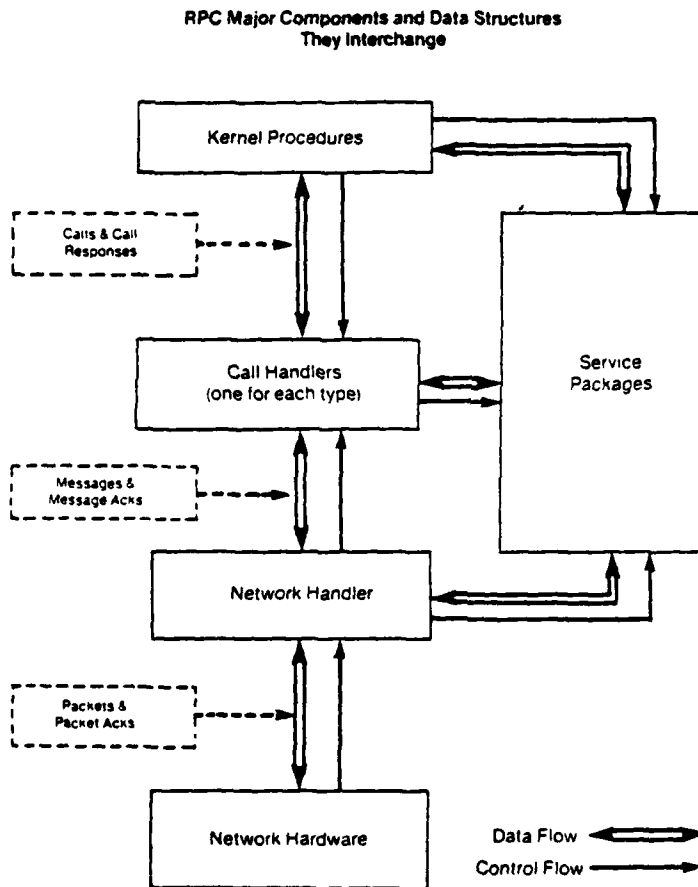 RPC Major Components and Data Structures
They Interchange
Kernel Procedures
Calls & Call
Responses
Call Handlers
(one for each type)
Service
Packages
Messages &
Message Acks
Network Handler
Packets &
Packet Acks
Network Hardware
Data Flow
Control Flow